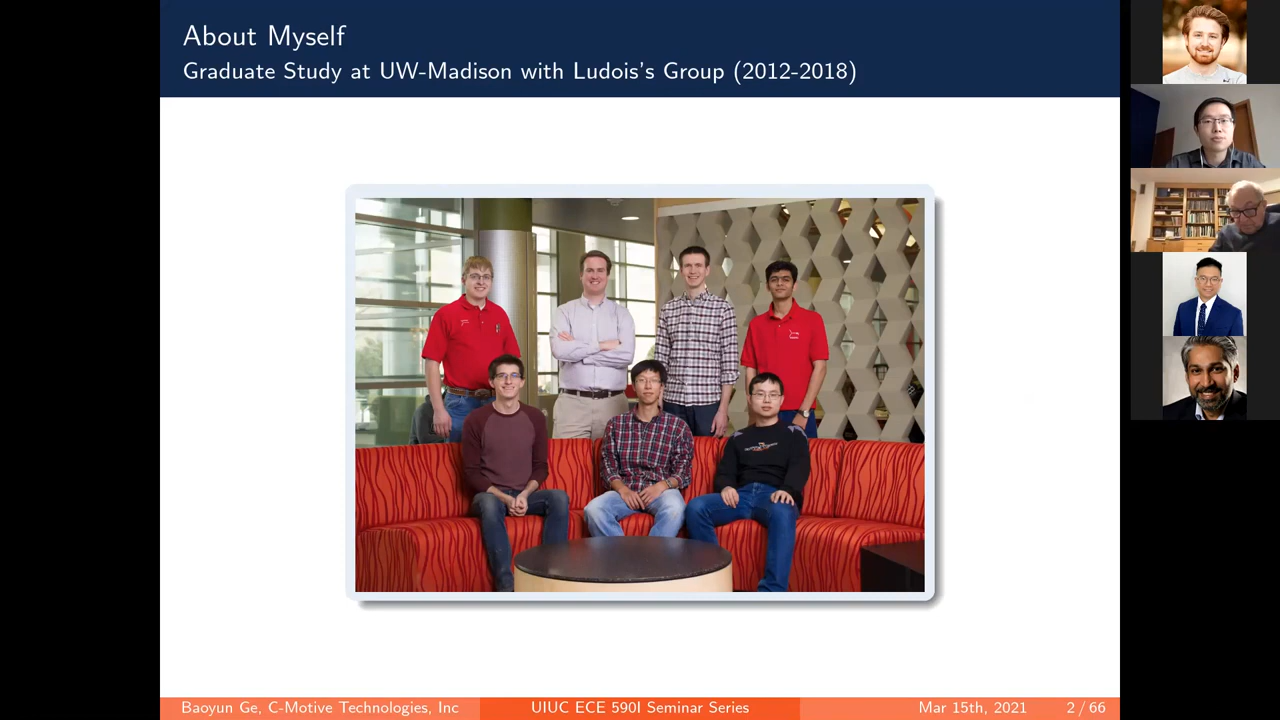 About Myself
Graduate Study at UW-Madison with Ludois's Group (2012-2018)
Baoyun Ge, C-Motive Technologies, Inc
UIUC ECE 590I Seminar Series
Mar 15th, 2021
2 / 66